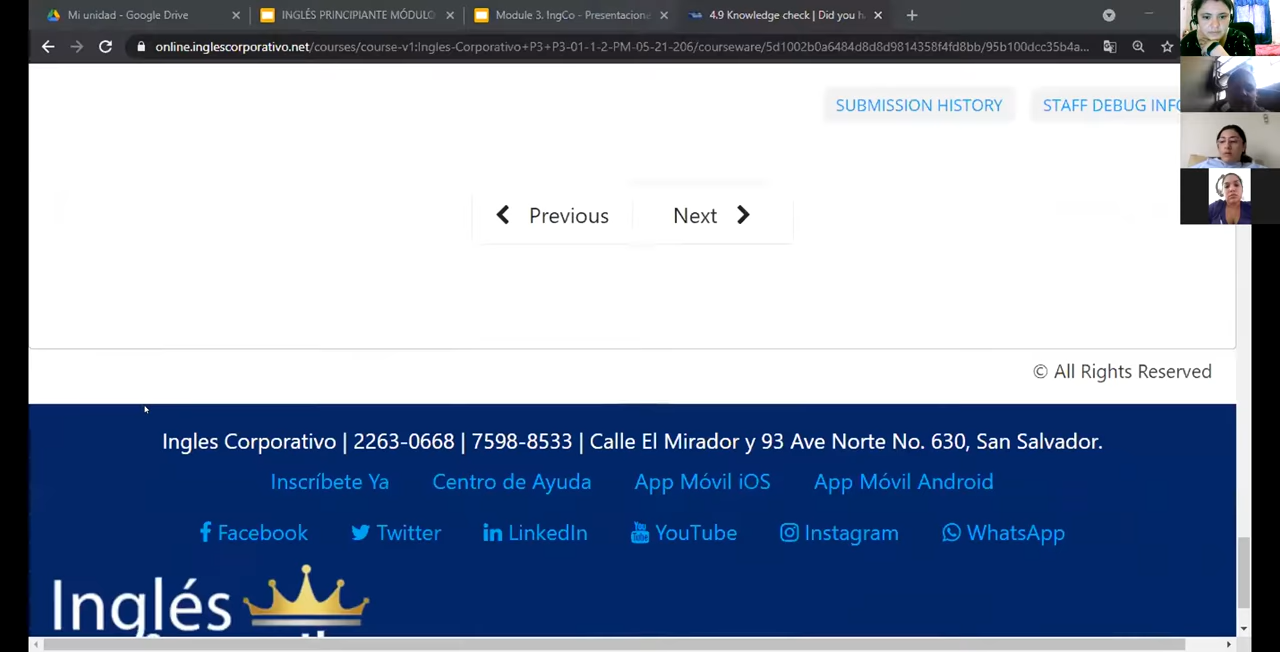 Mi unidad - Google Drive
INGLÉS PRINCIPIANTE MÓDULO
Module 3. IngCo - Presentacione
4.9 Knowledge check | Did you h
online.inglescorporativo.net/courses/course-v1:Ingles-Corporativo+P3+P3-01-1-2-PM-05-21-206/courseware/5d1002b0a6484d8d8d9814358f4fd8bb/95b100dcc35b4a...
SUBMISSION HISTORY
STAFF DEBUG INFO
Previous
Next
© All Rights Reserved
Ingles Corporativo | 2263-0668 | 7598-8533 | Calle El Mirador y 93 Ave Norte No. 630, San Salvador.
Inscríbete Ya
Centro de Ayuda
App Móvil iOS
App Móvil Android
Facebook
Twitter
LinkedIn
YouTube
Instagram
WhatsApp
Inglés